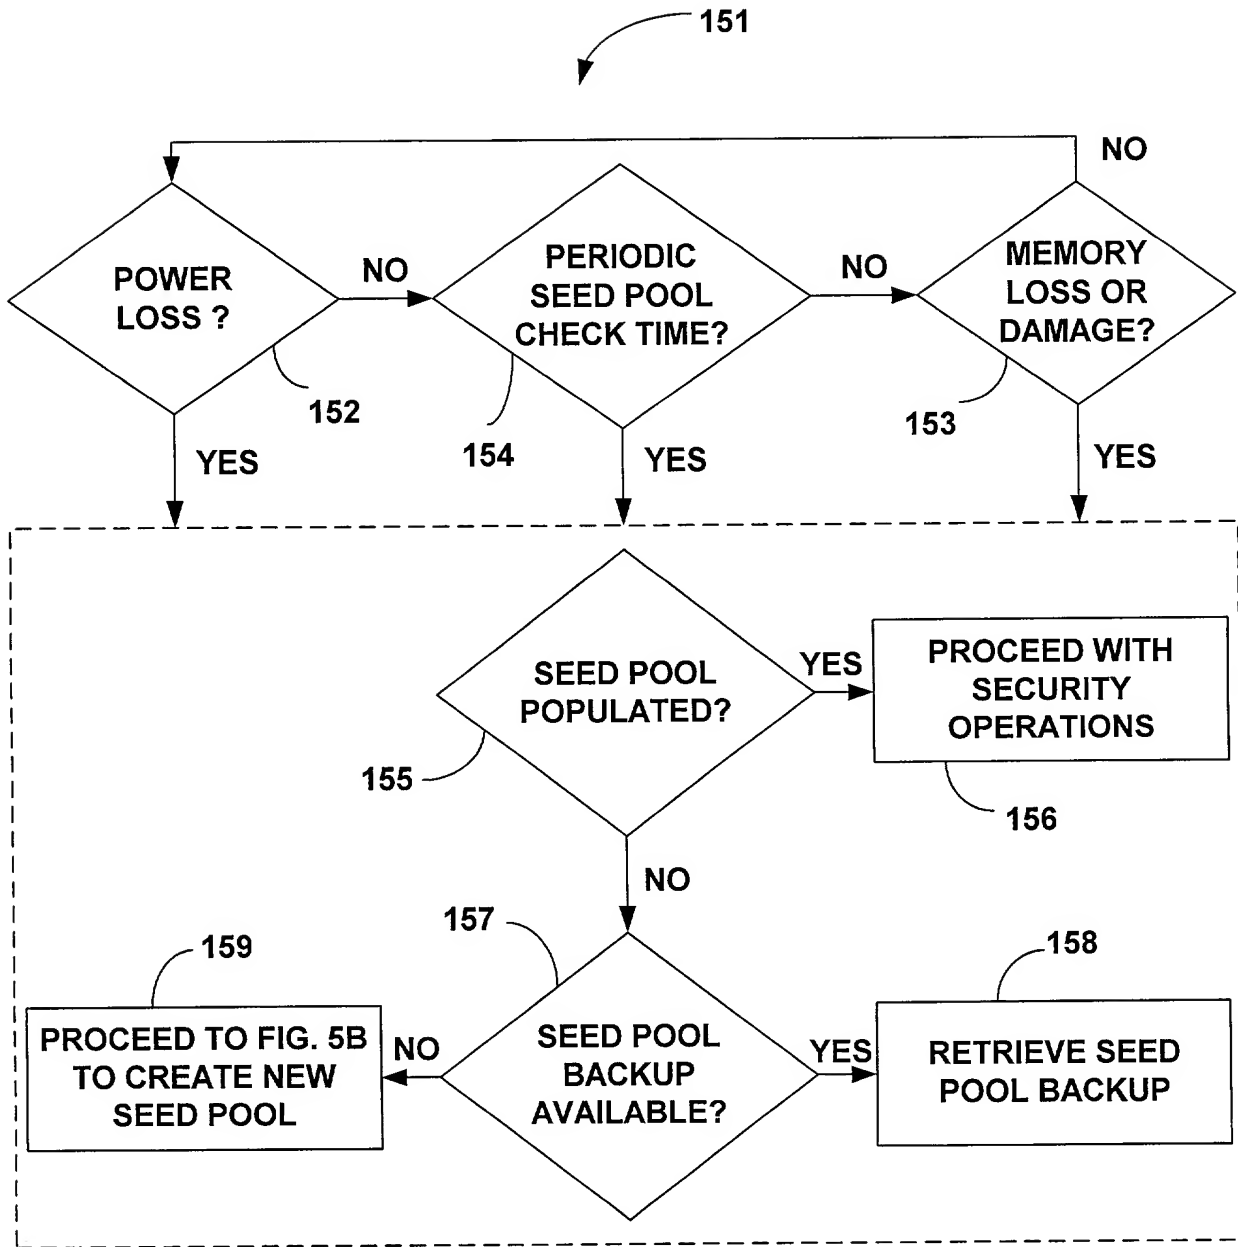 151
NO
POWER
LOSS ?
NO
PERIODIC
SEED POOL
CHECK TIME?
NO
MEMORY
LOSS OR
DAMAGE?
152
154
153
YES
YES
YES
SEED POOL
POPULATED?
YES
PROCEED WITH
SECURITY
OPERATIONS
155
156
NO
157
159
158
PROCEED TO FIG. 5B
TO CREATE NEW
SEED POOL
NO
SEED POOL
BACKUP
AVAILABLE?
YES
RETRIEVE SEED
POOL BACKUP